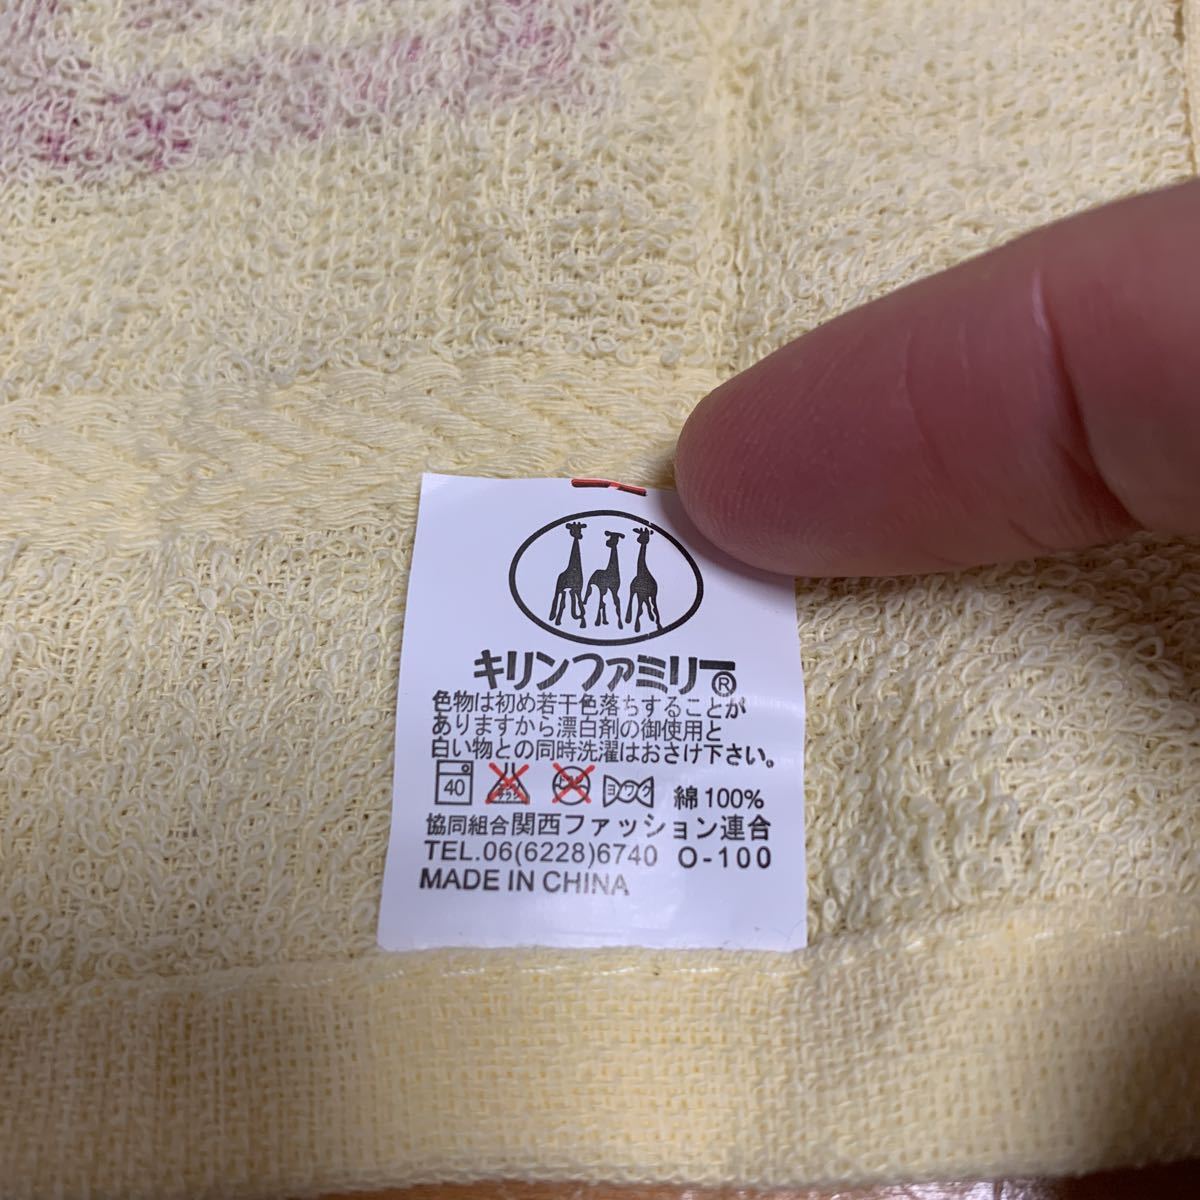 キリンファミリー®
色物は初め若干色落ちすることが
ありますから漂白剤の御使用と
白い物との同時洗濯はおさけ下さい。
40 ヨワク 綿100%
協同組合関西ファッション連合
TEL.06(6228)6740 O-100
MADE IN CHINA